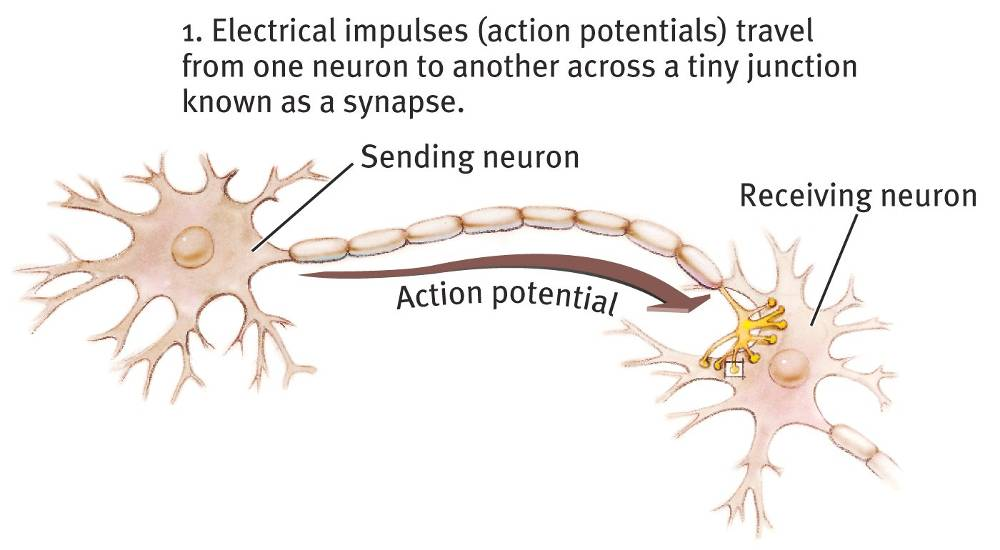 1. Electrical impulses (action potentials) travel
from one neuron to another across a tiny junction
known as a synapse.
Sending neuron
Receiving neuron
Action potential